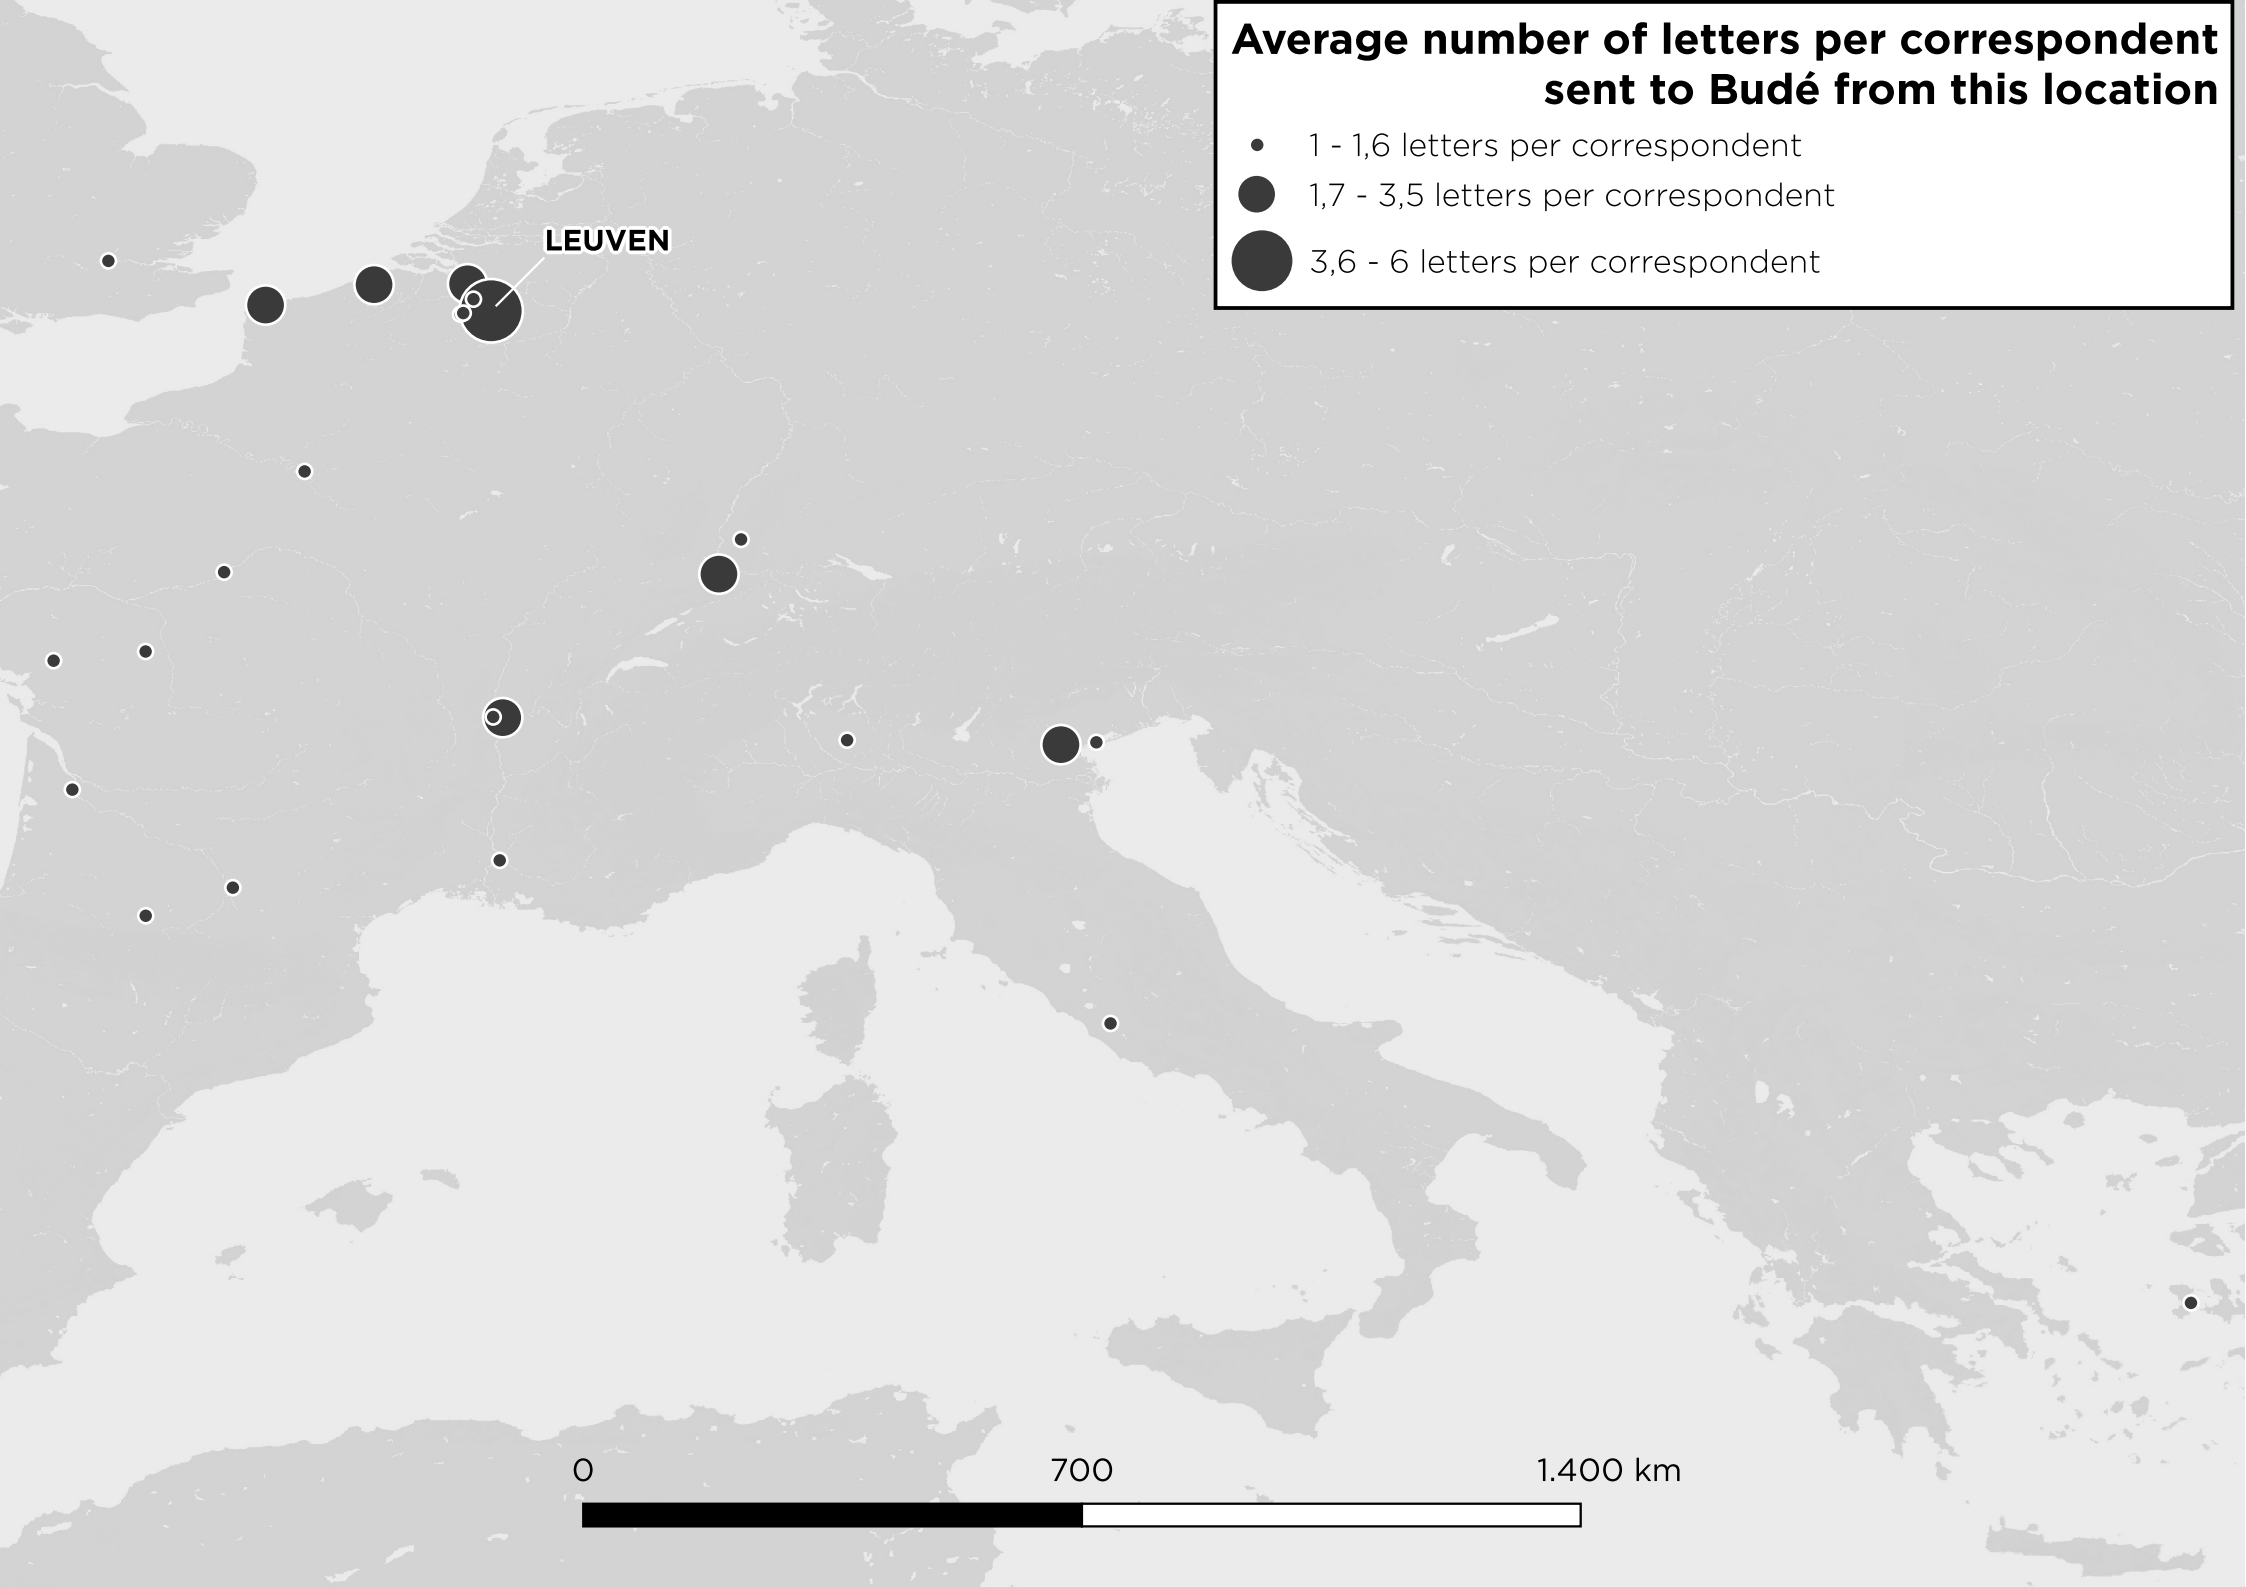 Average number of letters per correspondent
sent to Budé from this location
1 - 1,6 letters per correspondent
1,7 - 3,5 letters per correspondent
3,6 - 6 letters per correspondent
LEUVEN
0 700 1.400 km